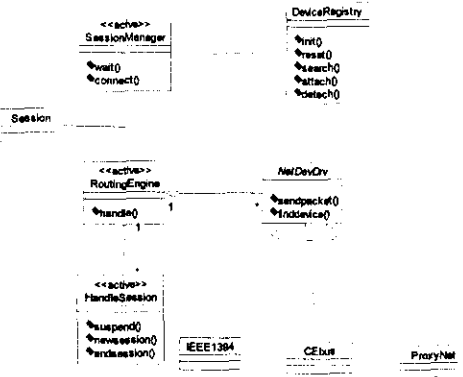 <<active>>
SessionManager
wait()
connect()
DeviceRegistry
init()
reset()
search()
attach()
detach()
Session
<<active>>
RoutingEngine
handle()
1
*
1
NetDevDrv
sendpacket()
finddevice()
*
<<active>>
HandleSession
suspend()
newsession()
endsession()
IEEE1394
CEbus
ProxyNet